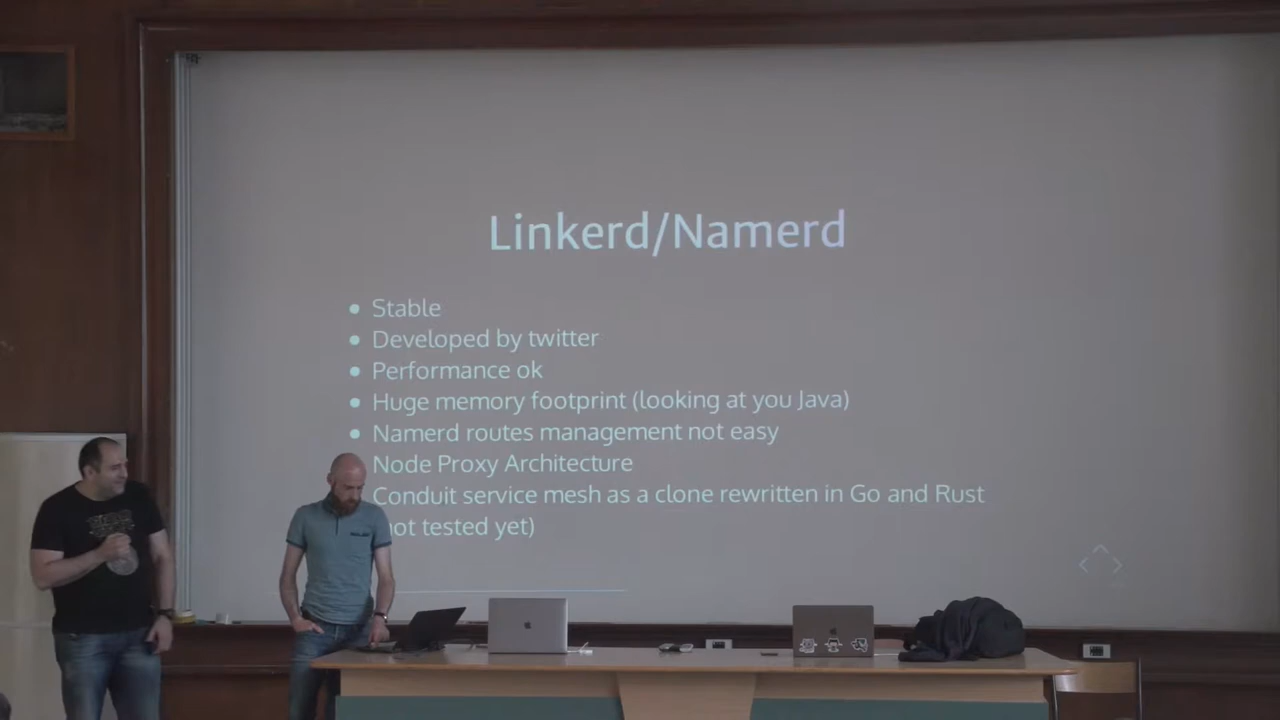 Linkerd/Namerd
Stable
Developed by twitter
Performance ok
Huge memory footprint (looking at you Java)
Namerd routes management not easy
Node Proxy Architecture
Conduit service mesh as a clone rewritten in Go and Rust
not tested yet)